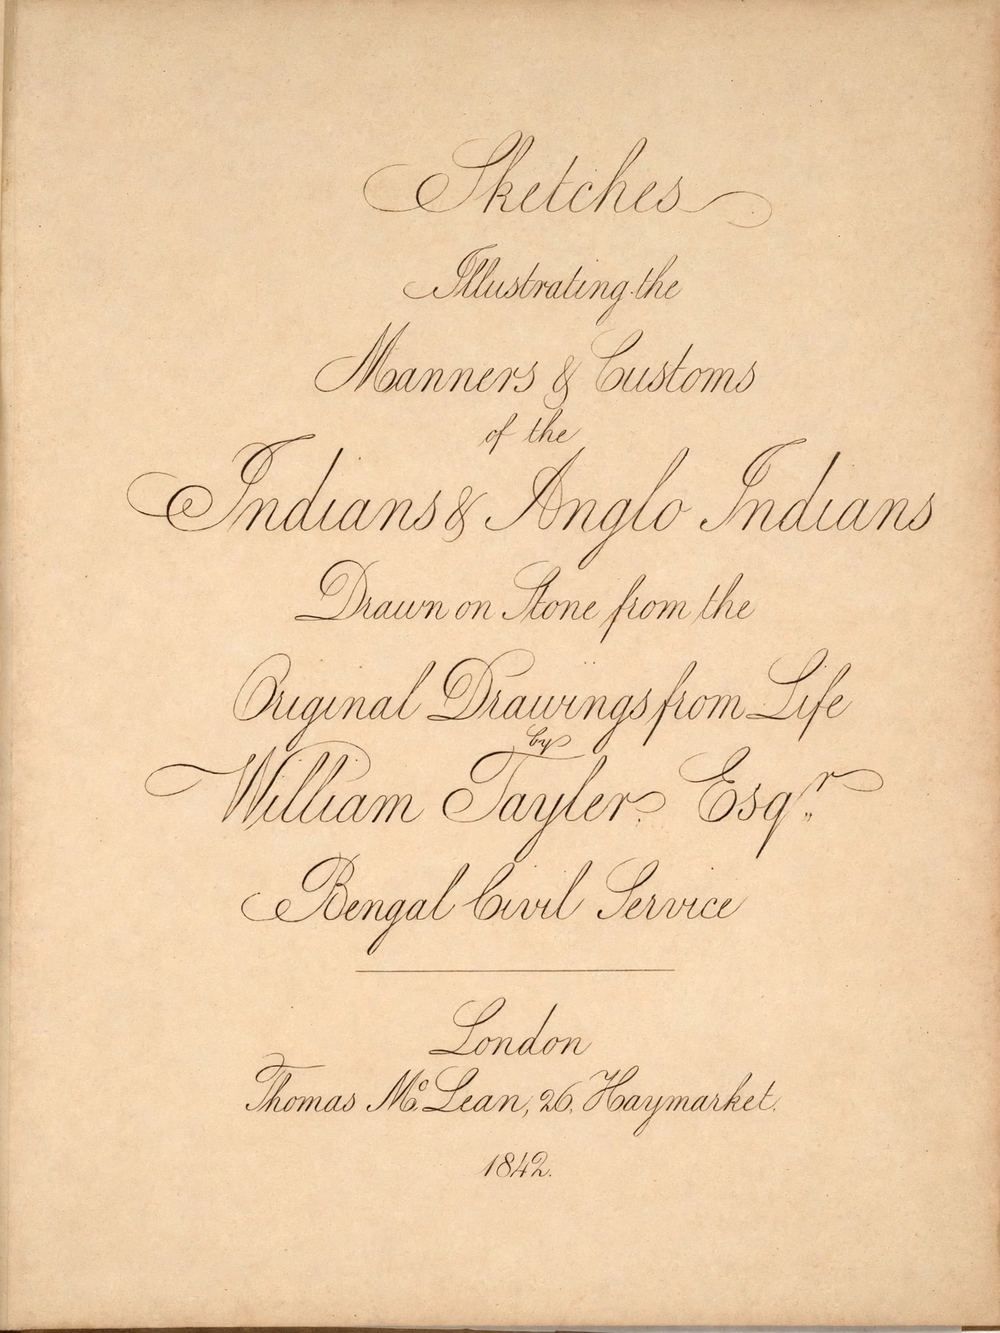 Sketches
Illustrating the
Manners & Customs
of the
Indians & Anglo Indians
Drawn on Stone from the
Original Drawings from Life
by
William Tayler Esqr.
Bengal Civil Service
London
Thomas McLean, 26, Haymarket.
1842.